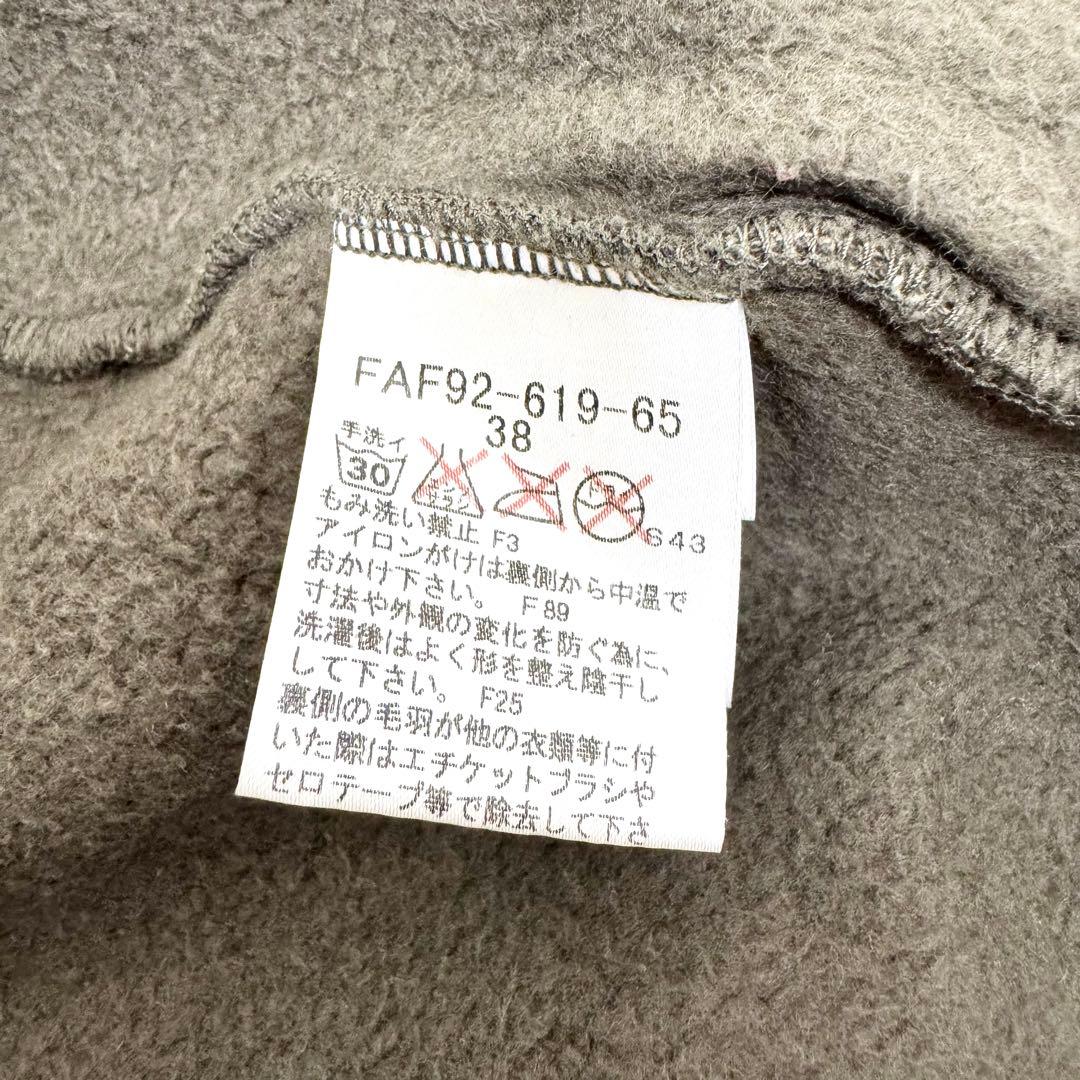 FAF92-619-65
38
手洗イ
30
S43
もみ洗い禁止 F3
アイロンがけは裏側から中温で
おかけ下さい。 F89
寸法や外観の変化を防ぐ為に、
洗濯後はよく形を整え陰干し
して下さい。 F25
裏側の毛羽が他の衣類等に付
いた際はエチケットブラシや
セロテープ等で除去して下さ